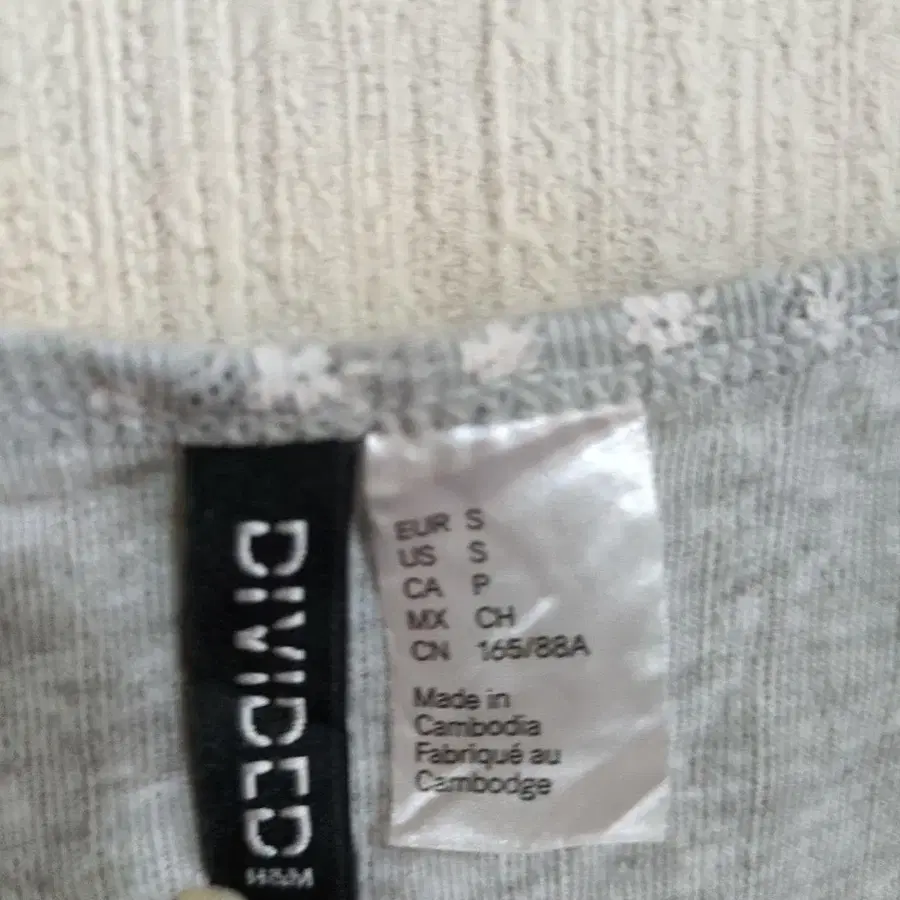 DIVIDED
H&M
EUR S
US S
CA P
MX CH
CN 165/88A
Made in
Cambodia
Fabriqué au
Cambodge